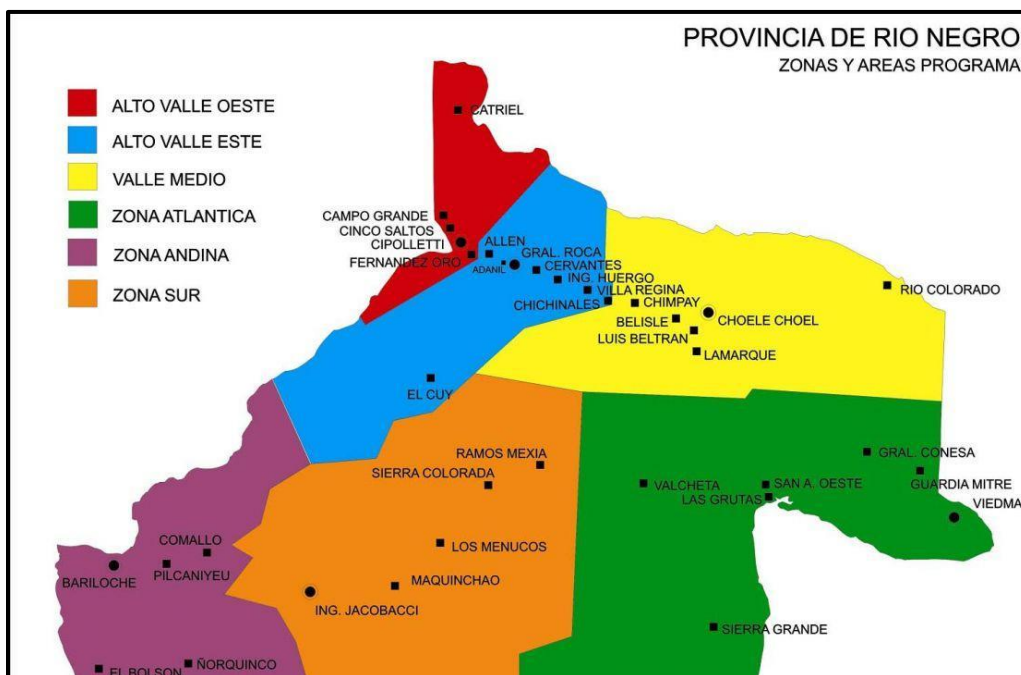 PROVINCIA DE RIO NEGRO
ZONAS Y AREAS PROGRAMA
ALTO VALLE OESTE
ALTO VALLE ESTE
VALLE MEDIO
ZONA ATLANTICA
ZONA ANDINA
ZONA SUR
CATRIEL
CAMPO GRANDE
CINCO SALTOS
CIPOLLETTI
FERNANDEZ ORO
ALLEN
ADANIL
GRAL. ROCA
CERVANTES
ING. HUERGO
VILLA REGINA
CHICHINALES
CHIMPAY
BELISLE
CHOELE CHOEL
LUIS BELTRAN
LAMARQUE
RIO COLORADO
EL CUY
RAMOS MEXIA
SIERRA COLORADA
VALCHETA
SAN A. OESTE
LAS GRUTAS
GRAL. CONESA
GUARDIA MITRE
VIEDMA
LOS MENUCOS
COMALLO
PILCANIYEU
BARILOCHE
MAQUINCHAO
ING. JACOBACCI
SIERRA GRANDE
ÑORQUINCO
EL BOLSON